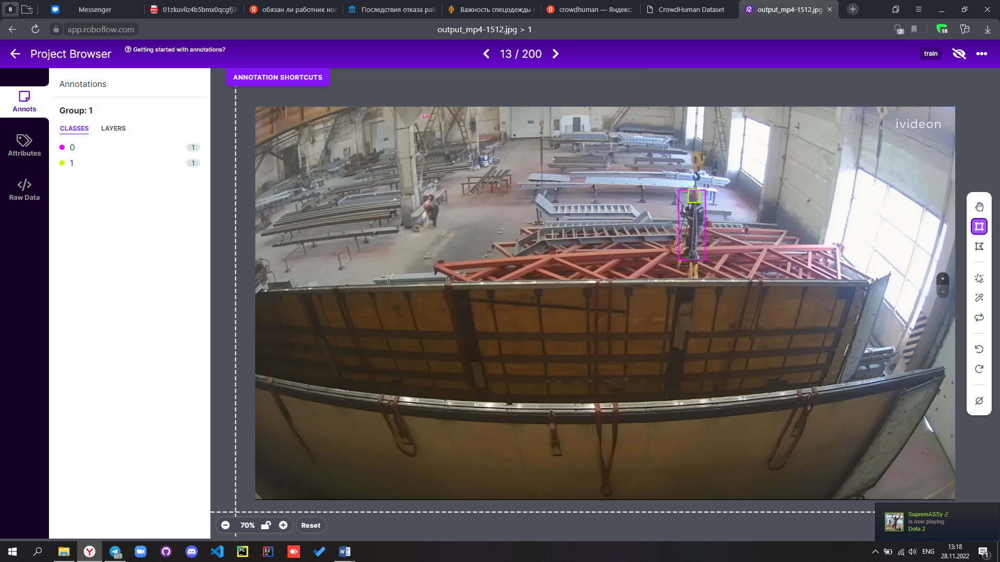 8
Messenger
01zkuvliz4b5bmx0qcgfj3
обязан ли работник нос
Последствия отказа раб
Важность спецодежды н
crowdhuman — Яндекс:
CrowdHuman Dataset
output_mp4-1512.jpg
app.roboflow.com
output_mp4-1512.jpg > 1
2
18
Project Browser
Getting started with annotations?
13 / 200
train
ANNOTATION SHORTCUTS
Annots
Attributes
Raw Data
Annotations
Group: 1
CLASSES
LAYERS
0 1
1 1
ivideon
70%
Reset
SupremASSy
is now playing
Dota 2
677
ENG
13:18
28.11.2022
1